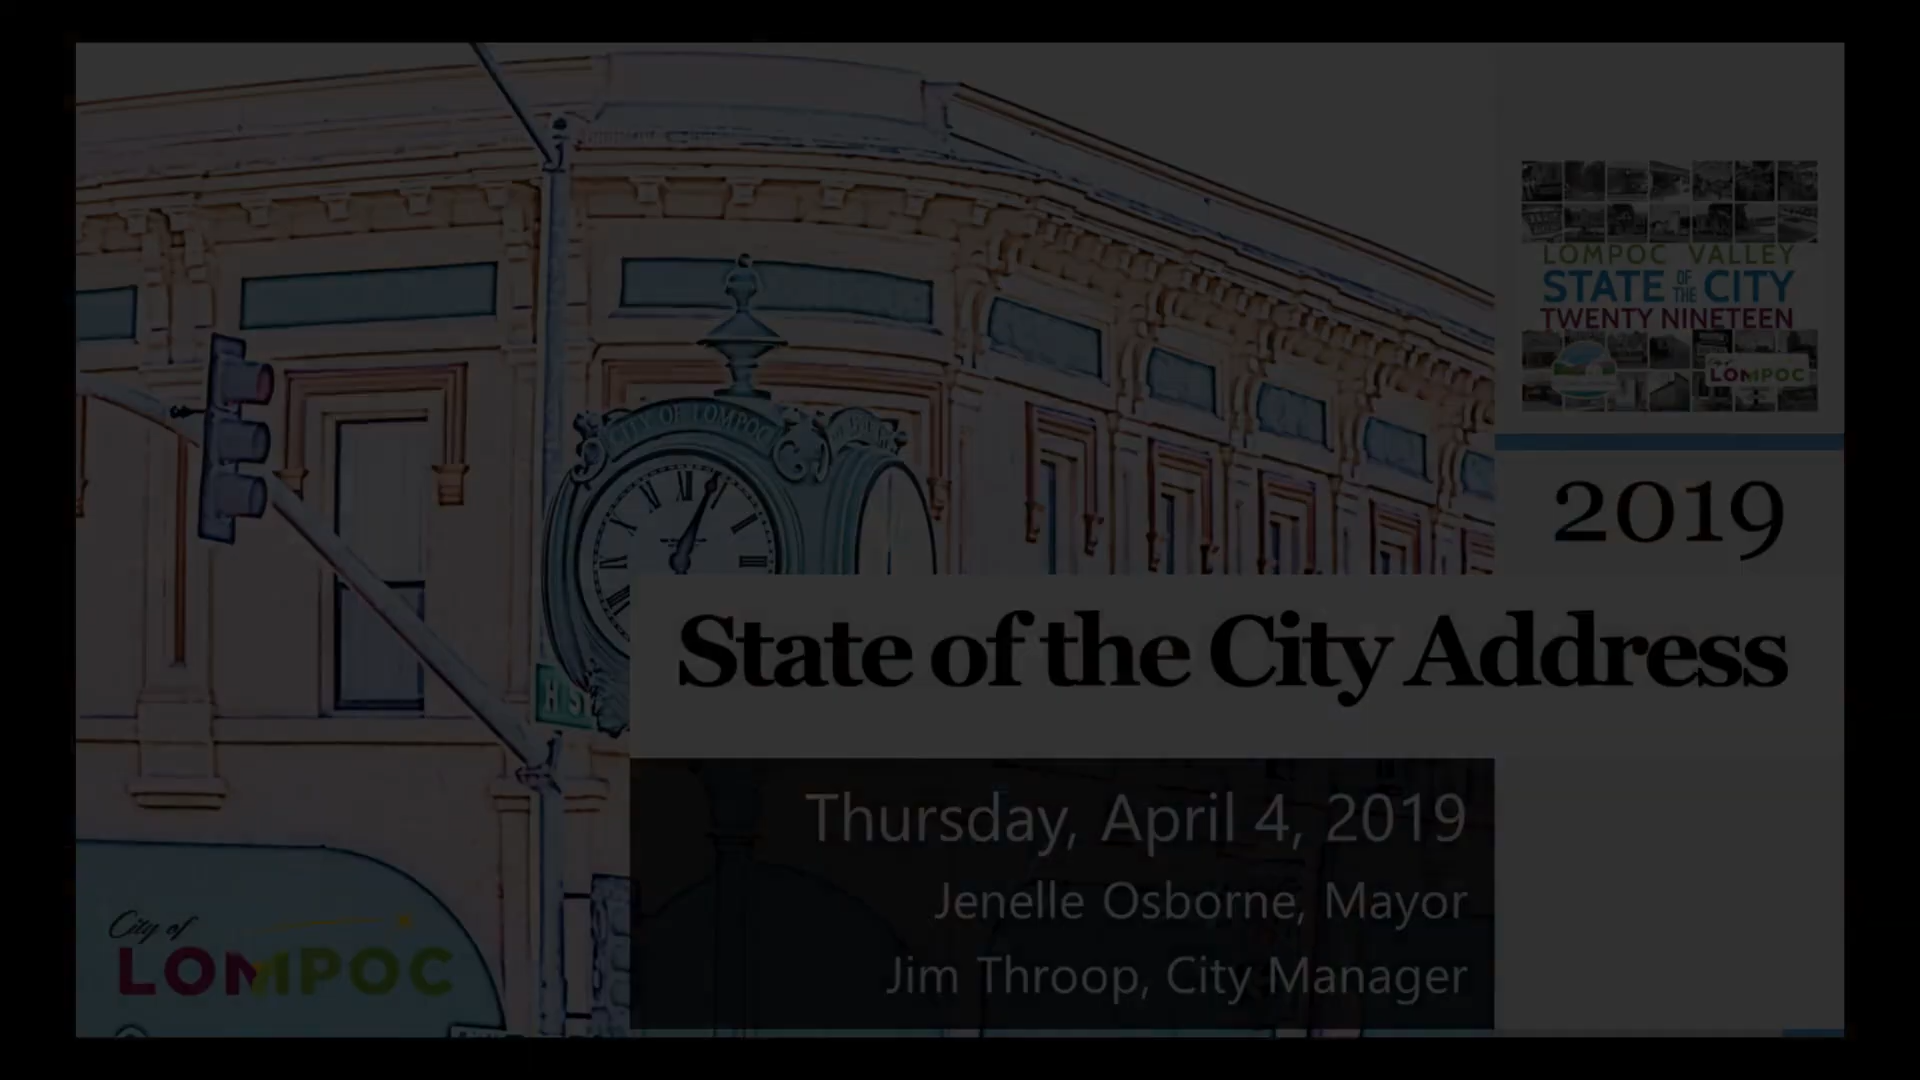 LOMPOC VALLEY
STATE OF THE CITY
TWENTY NINETEEN
LOMPOC
2019
CITY OF LOMPOC
State of the City Address
H ST
Thursday, April 4, 2019
Jenelle Osborne, Mayor
Jim Throop, City Manager
City of
LOMPOC